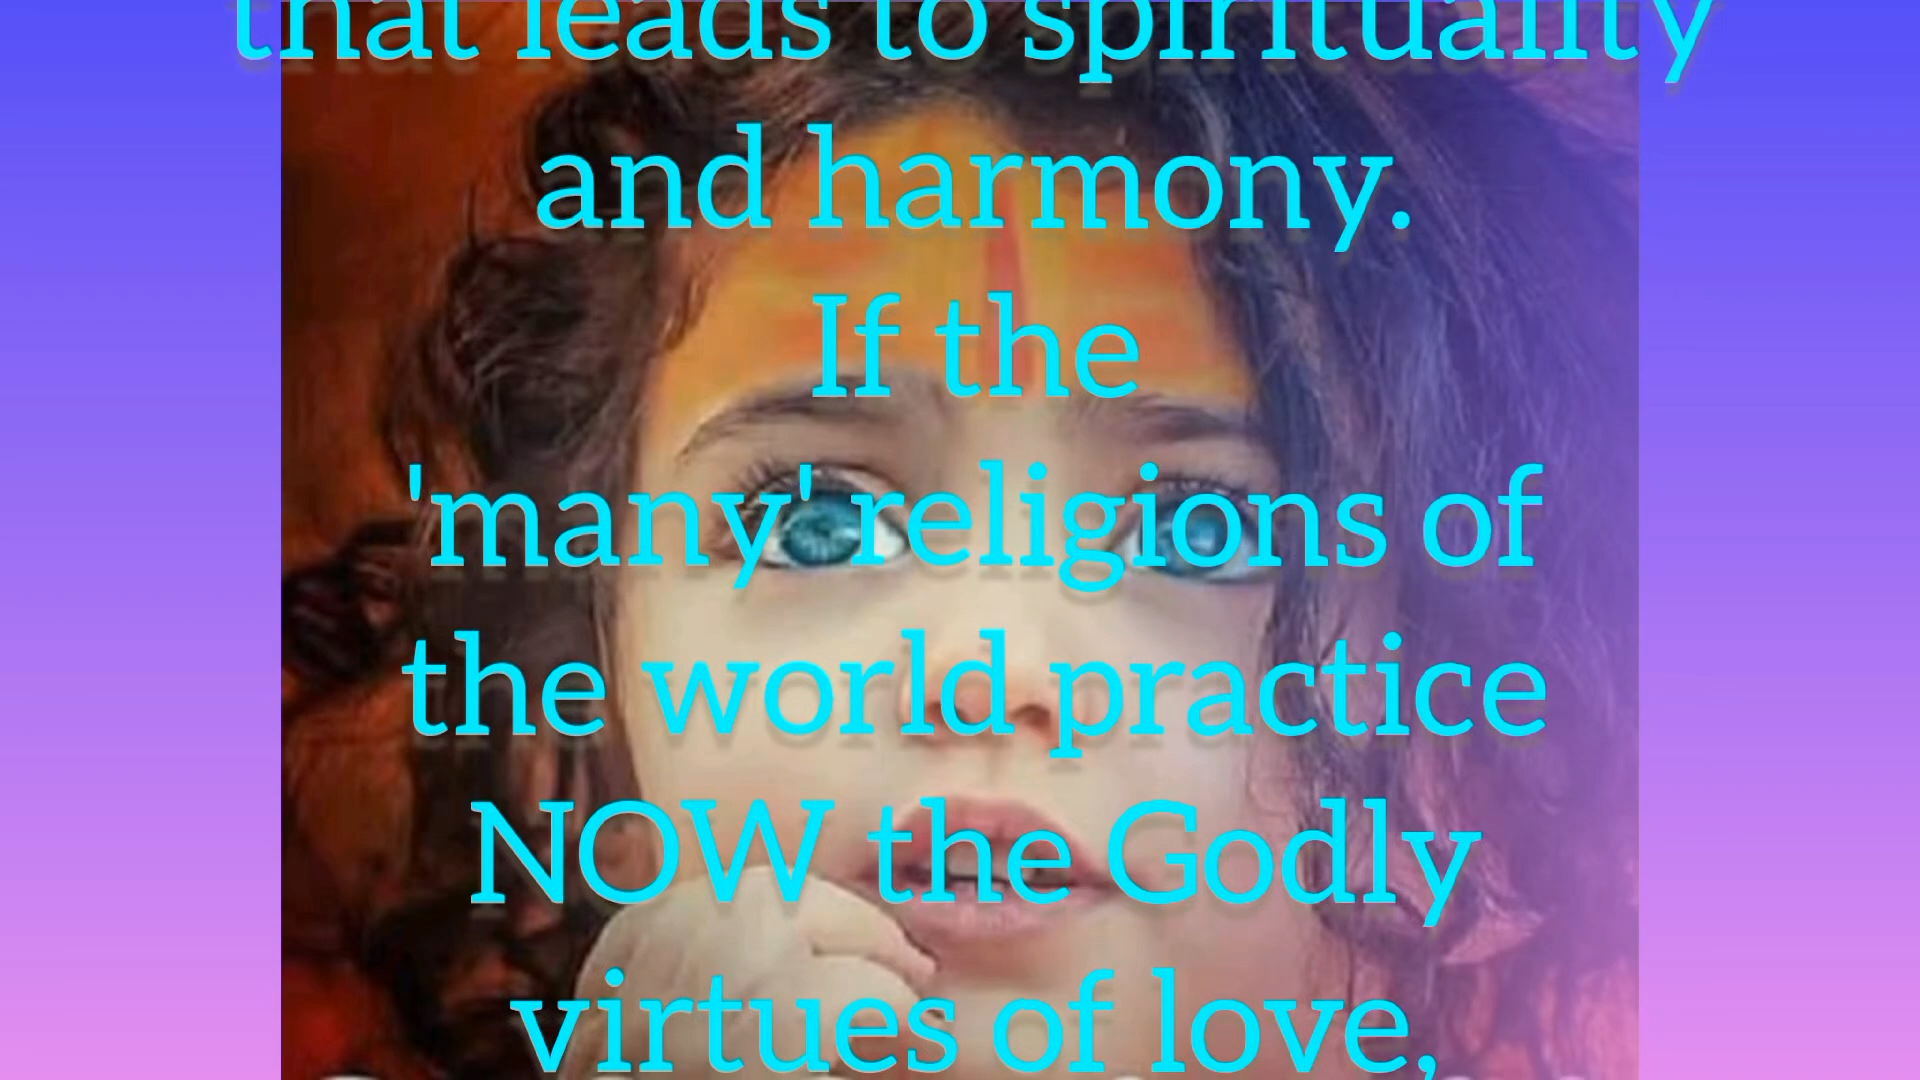 that leads to spirituality
and harmony.
If the
'many' religions of
the world practice
NOW the Godly
virtues of love,